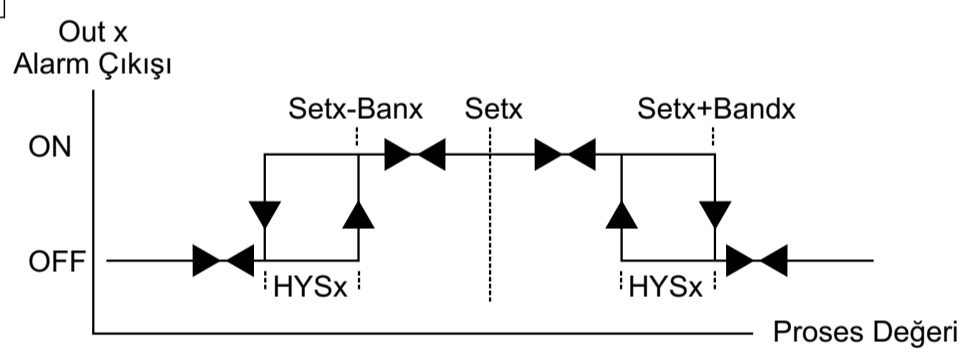 Out x
Alarm Çıkışı
Setx-Banx Setx Setx+Bandx
ON
OFF
HYSx HYSx
Proses Değeri